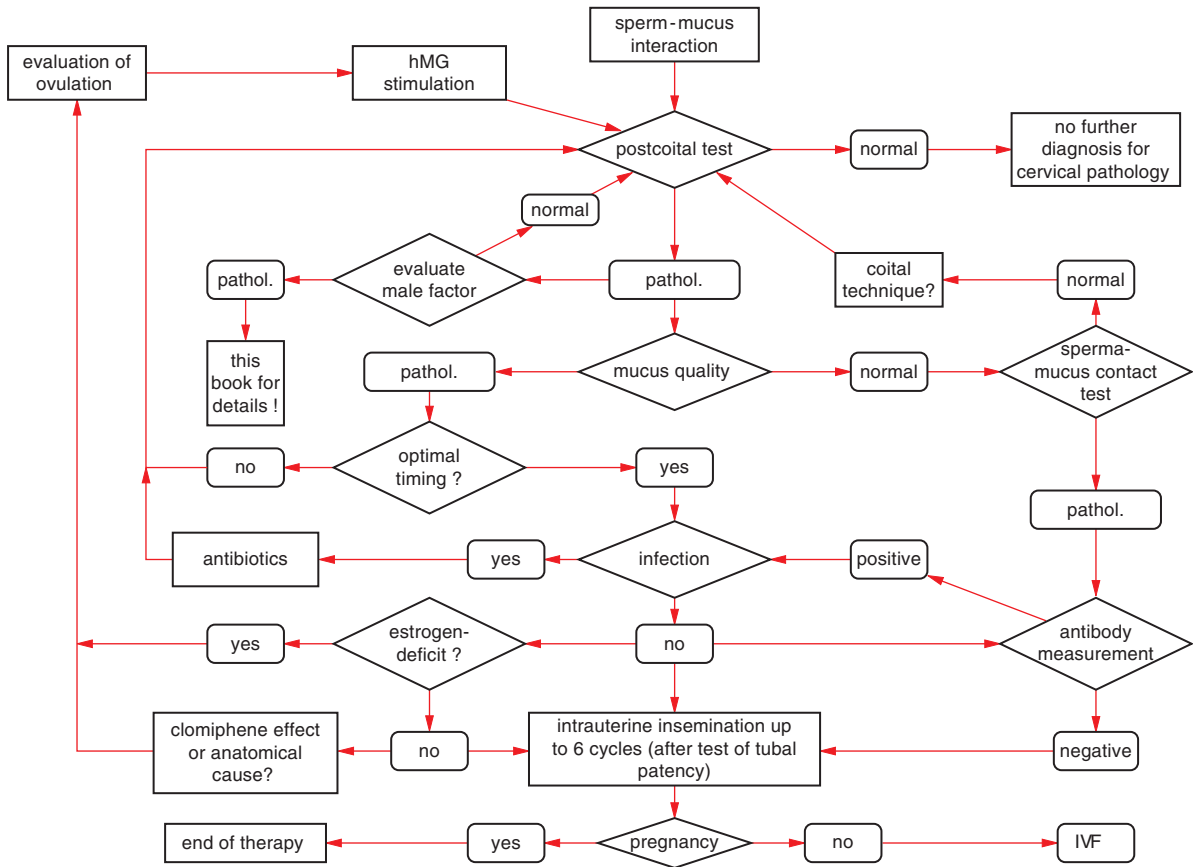 sperm-mucus
interaction
evaluation of
ovulation
hMG
stimulation
postcoital test
normal
no further
diagnosis for
cervical pathology
normal
pathol.
evaluate
male factor
pathol.
coital
technique?
normal
this
book for
details !
pathol.
mucus quality
normal
sperma-
mucus contact
test
no
optimal
timing ?
yes
pathol.
antibiotics
yes
infection
positive
yes
estrogen-
deficit ?
no
antibody
measurement
clomiphene effect
or anatomical
cause?
no
intrauterine insemination up
to 6 cycles (after test of tubal
patency)
negative
end of therapy
yes
pregnancy
no
IVF